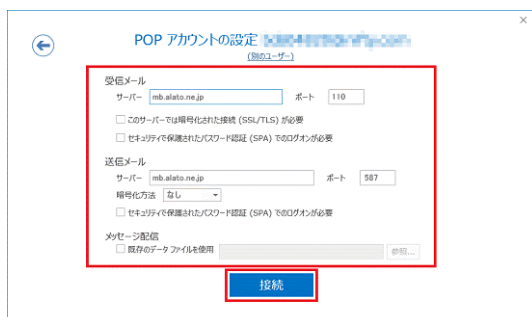 POP アカウントの設定
(別のユーザー)
受信メール
サーバー mb.alato.ne.jp ポート 110
このサーバーでは暗号化された接続 (SSL/TLS) が必要
セキュリティで保護されたパスワード認証 (SPA) でのログオンが必要
送信メール
サーバー mb.alato.ne.jp ポート 587
暗号化方法 なし
セキュリティで保護されたパスワード認証 (SPA) でのログオンが必要
メッセージ配信
既存のデータ ファイルを使用 参照...
接続